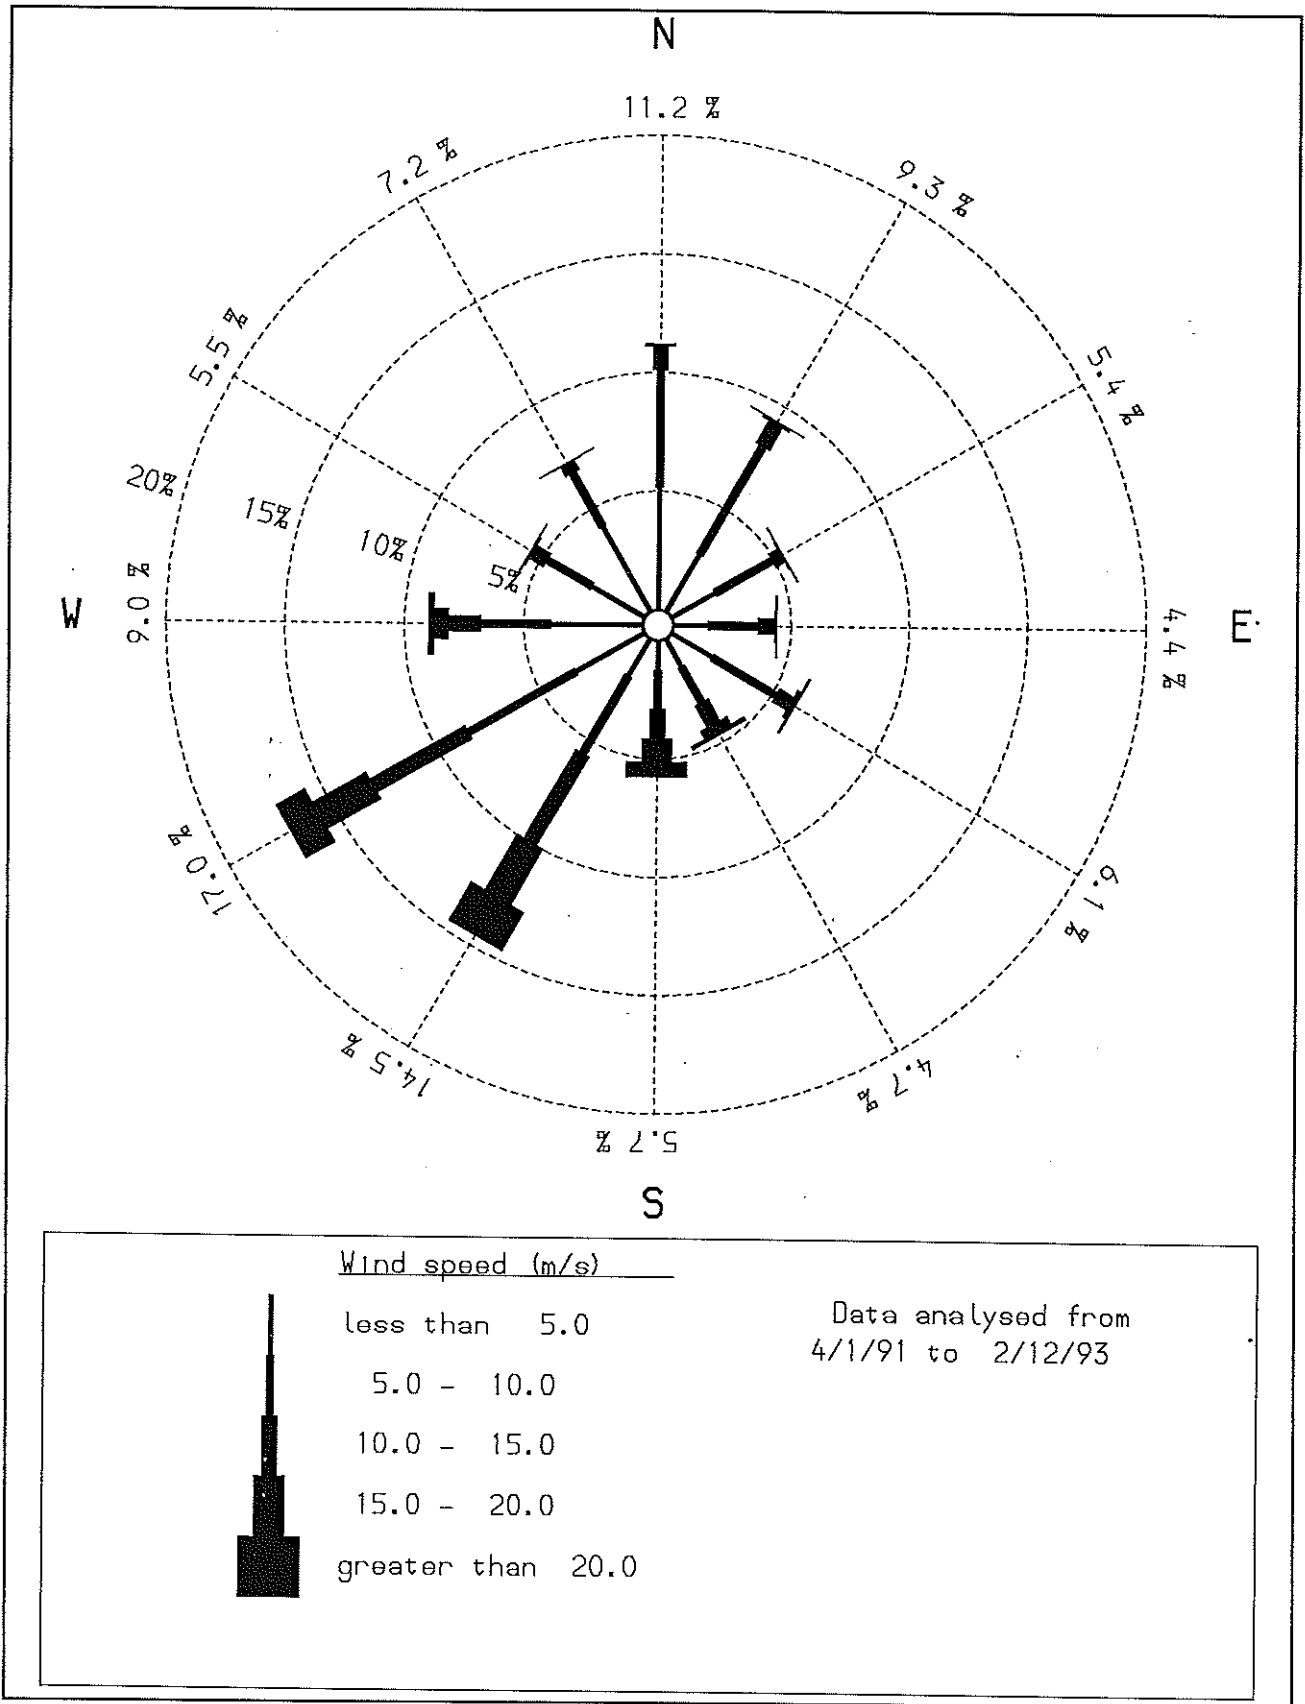 N
11.2 %
7.2 %
9.3 %
5.5 %
5.4 %
20%
15%
10%
5%
W
9.0 %
4.4 %
E
17.0 %
6.1 %
14.5 %
4.7 %
5.7 %
S
Wind speed (m/s)
less than 5.0
5.0 - 10.0
10.0 - 15.0
15.0 - 20.0
greater than 20.0
Data analysed from
4/1/91 to 2/12/93